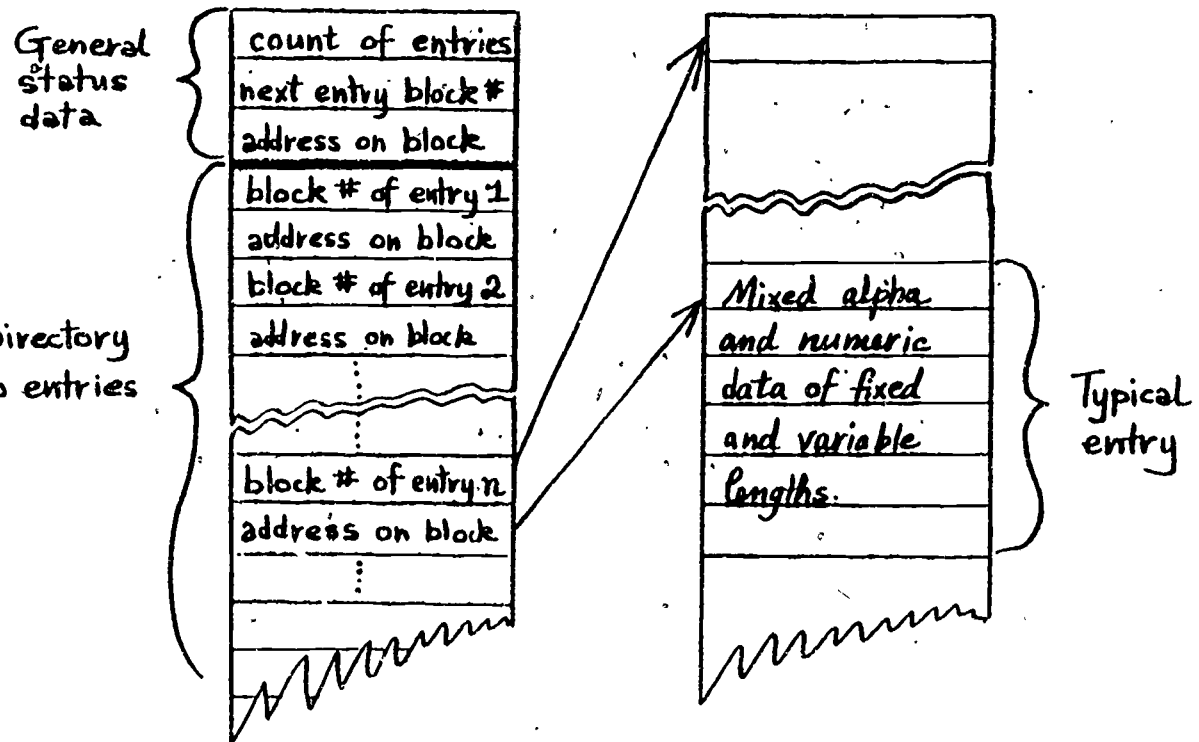 General
status
data
count of entries
next entry block #
address on block
block # of entry 1
address on block
block # of entry 2
address on block
irectory
entries
block # of entry n
address on block
Mixed alpha
and numeric
data of fixed
and variable
lengths.
Typical
entry